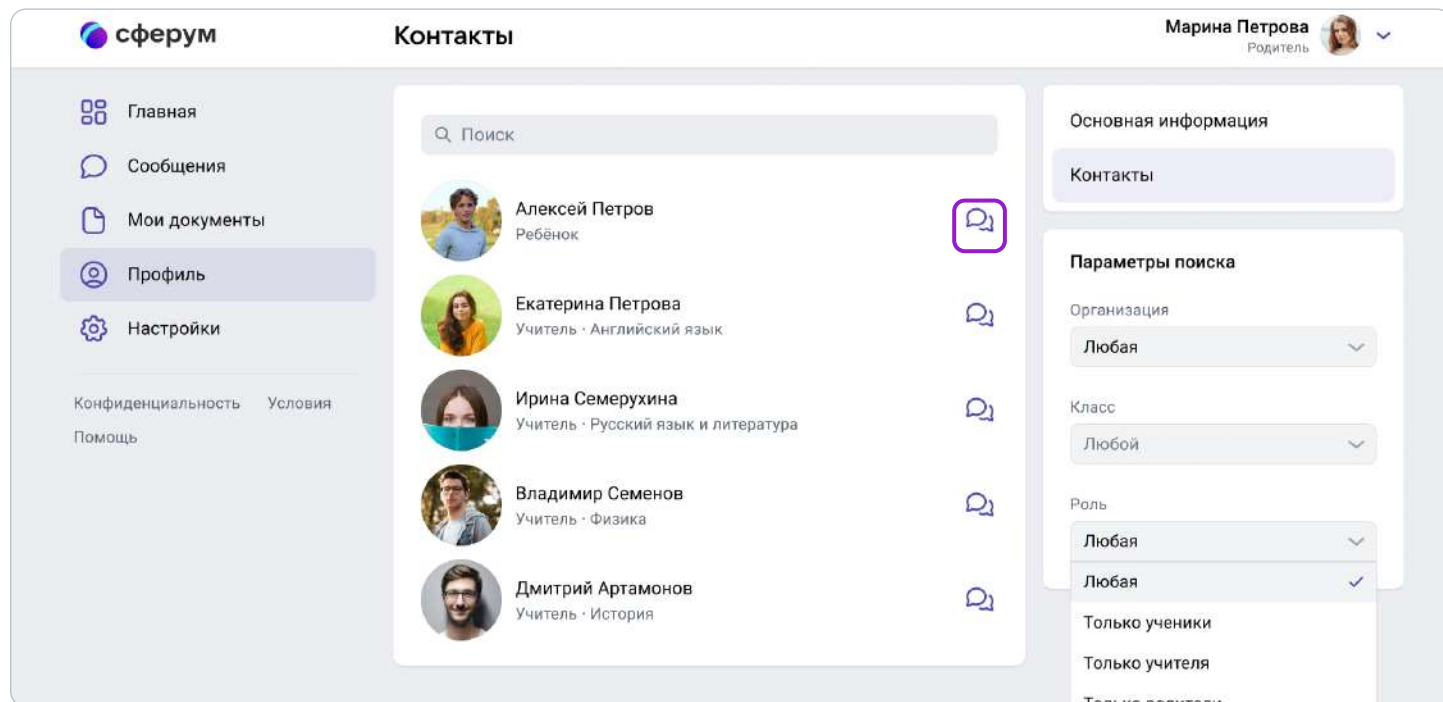 сферум
Контакты
Марина Петрова
Родитель
Главная
Сообщения
Мои документы
Профиль
Настройки
Конфиденциальность Условия
Помощь
Поиск
Алексей Петров
Ребёнок
Екатерина Петрова
Учитель · Английский язык
Ирина Семерухина
Учитель · Русский язык и литература
Владимир Семенов
Учитель · Физика
Дмитрий Артамонов
Учитель · История
Основная информация
Контакты
Параметры поиска
Организация
Любая
Класс
Любой
Роль
Любая
Любая
Только ученики
Только учителя
Только родители